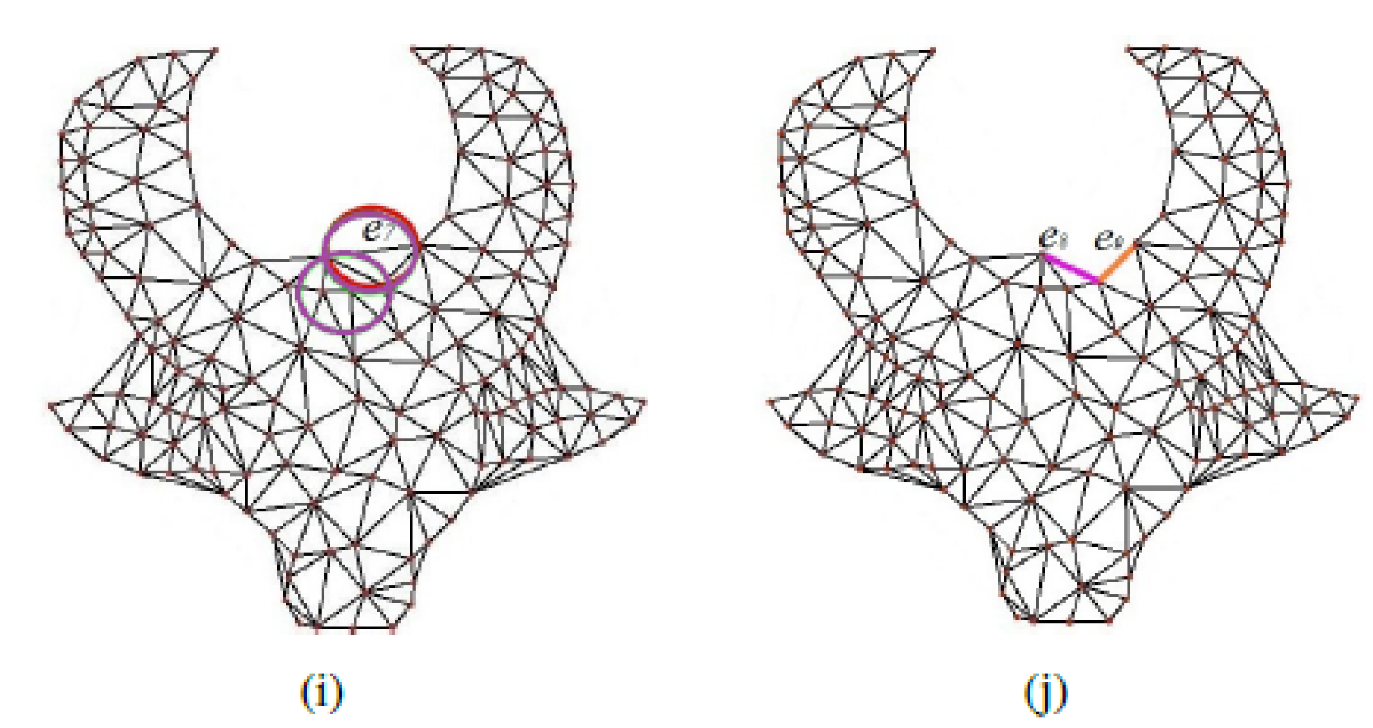 e₇
e₈ e₉
(i) (j)